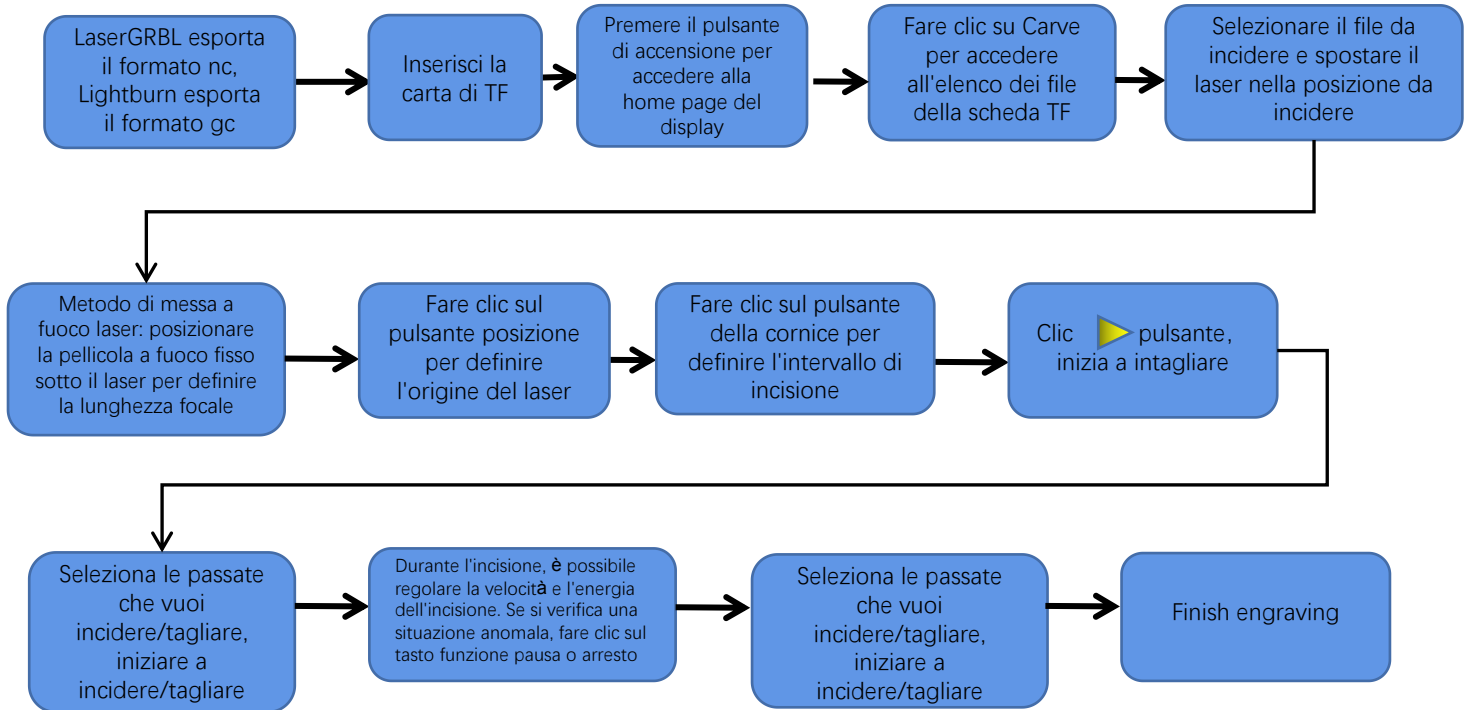 LaserGRBL esporta
il formato nc,
Lightburn esporta
il formato gc
Inserisci la
carta di TF
Premere il pulsante
di accensione per
accedere alla
home page del
display
Fare clic su Carve
per accedere
all'elenco dei file
della scheda TF
Selezionare il file da
incidere e spostare il
laser nella posizione da
incidere
Metodo di messa a
fuoco laser: posizionare
la pellicola a fuoco fisso
sotto il laser per definire
la lunghezza focale
Fare clic sul
pulsante posizione
per definire
l'origine del laser
Fare clic sul pulsante
della cornice per
definire l'intervallo di
incisione
Clic pulsante,
inizia a intagliare
Seleziona le passate
che vuoi
incidere/tagliare,
iniziare a
incidere/tagliare
Durante l'incisione, è possibile
regolare la velocità e l'energia
dell'incisione. Se si verifica una
situazione anomala, fare clic sul
tasto funzione pausa o arresto
Seleziona le passate
che vuoi
incidere/tagliare,
iniziare a
incidere/tagliare
Finish engraving